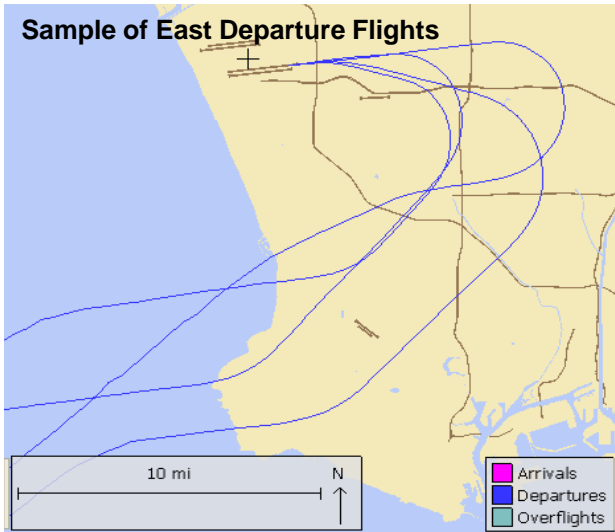 Sample of East Departure Flights
10 mi
N
Arrivals
Departures
Overflights